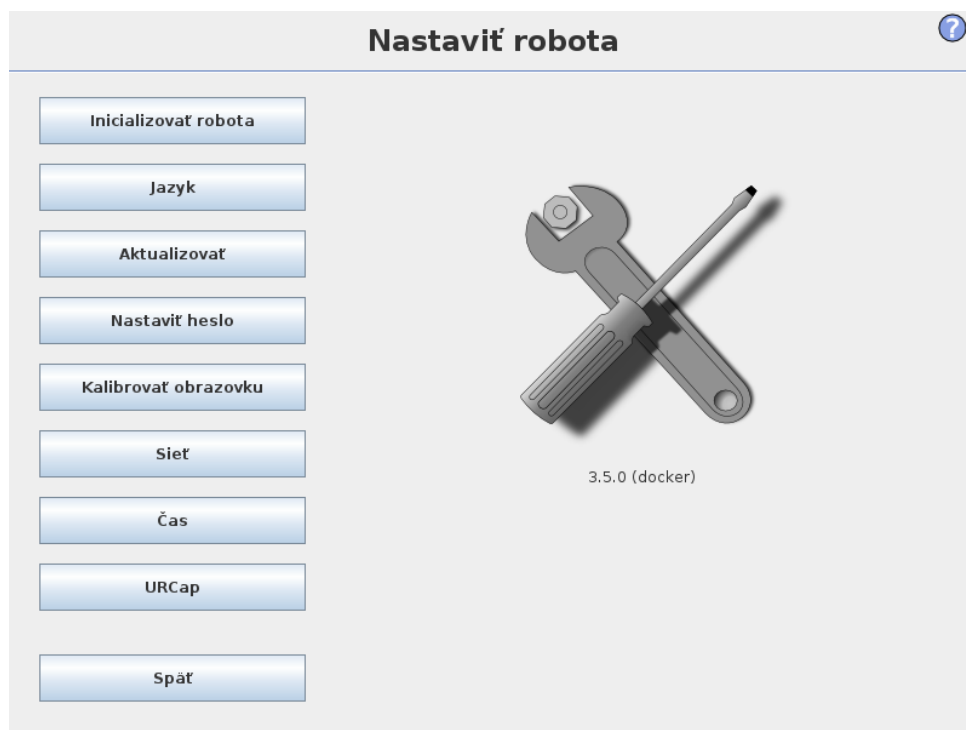 Nastaviť robota
?
Inicializovať robota
Jazyk
Aktualizovať
Nastaviť heslo
Kalibrovať obrazovku
Sieť
Čas
URCap
Späť
3.5.0 (docker)